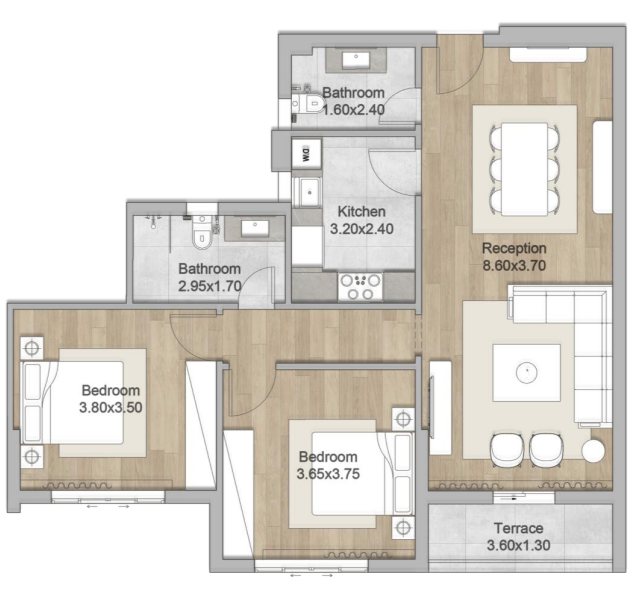 Bathroom
1.60x2.40
D.W.
Kitchen
3.20x2.40
Reception
8.60x3.70
Bathroom
2.95x1.70
Bedroom
3.80x3.50
Bedroom
3.65x3.75
Terrace
3.60x1.30